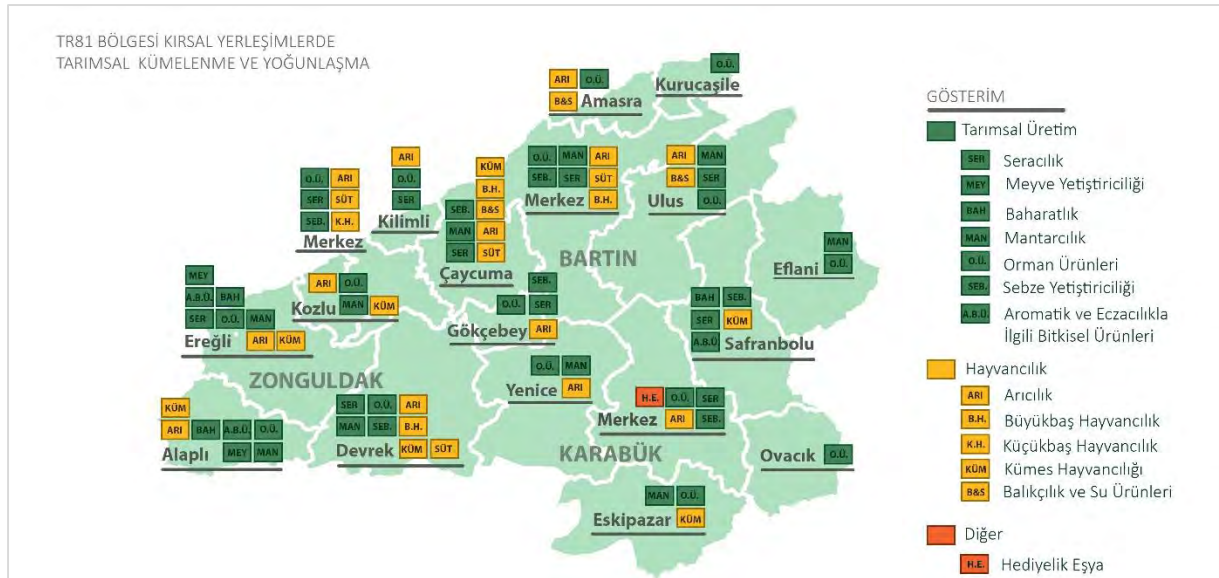 TR81 BÖLGESİ KIRSAL YERLEŞİMLERDE
TARIMSAL KÜMELENME VE YOĞUNLAŞMA
O.Ü.
Kurucaşile
ARI O.Ü.
B&S Amasra
O.Ü. MAN ARI
SEB. SER SÜT
Merkez B.H.
ARI MAN
B&S SER
Ulus O.Ü.
ARI
O.Ü.
SER
Kilimli
O.Ü. ARI
SER SÜT
SEB. K.H.
Merkez
KÜM
B.H.
SEB. B&S
MAN ARI
SER SÜT
Çaycuma
BARTIN
MAN
Eflani O.Ü.
MEY
A.B.Ü. BAH
SER O.Ü. MAN
Ereğli ARI KÜM
ARI O.Ü.
Kozlu MAN KÜM
SEB.
O.Ü. SER
Gökçebey ARI
BAH SEB.
SER KÜM
A.B.Ü. Safranbolu
ZONGULDAK
O.Ü. MAN
Yenice ARI
H.E. O.Ü. SER
Merkez ARI SEB.
KÜM
ARI BAH A.B.Ü. O.Ü.
Alaplı MEY MAN
SER O.Ü. ARI
MAN SEB. B.H.
Devrek KÜM SÜT
KARABÜK
Ovacık O.Ü.
MAN O.Ü.
Eskipazar KÜM
GÖSTERİM
Tarımsal Üretim
SER Seracılık
MEY Meyve Yetiştiriciliği
BAH Baharatlık
MAN Mantarcılık
O.Ü. Orman Ürünleri
SEB. Sebze Yetiştiriciliği
A.B.Ü. Aromatik ve Eczacılıkla
İlgili Bitkisel Ürünleri
Hayvancılık
ARI Arıcılık
B.H. Büyükbaş Hayvancılık
K.H. Küçükbaş Hayvancılık
KÜM Kümes Hayvancılığı
B&S Balıkçılık ve Su Ürünleri
Diğer
H.E. Hediyelik Eşya